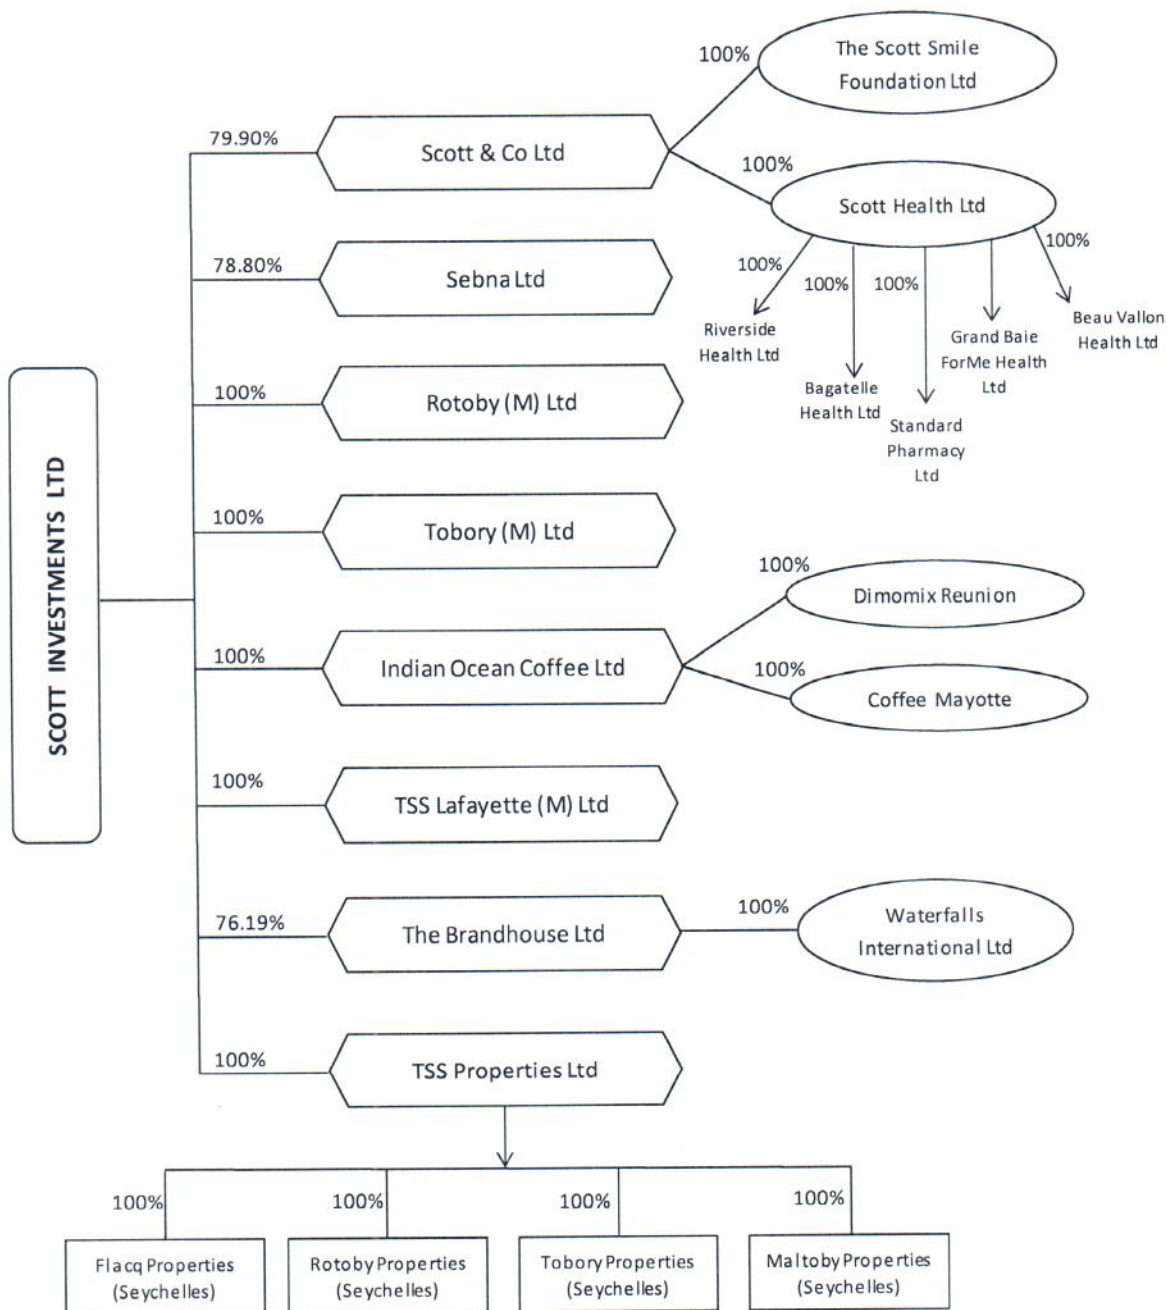 100%
The Scott Smile
Foundation Ltd
79.90%
Scott & Co Ltd
100%
Scott Health Ltd
100%
100%
100%
100%
Riverside
Health Ltd
Bagatelle
Health Ltd
Standard
Pharmacy
Ltd
Grand Baie
ForMe Health
Ltd
Beau Vallon
Health Ltd
78.80%
Sebna Ltd
100%
Rotoby (M) Ltd
SCOTT INVESTMENTS LTD
100%
Tobory (M) Ltd
100%
Indian Ocean Coffee Ltd
100%
Dimomix Reunion
100%
Coffee Mayotte
100%
TSS Lafayette (M) Ltd
76.19%
The Brandhouse Ltd
100%
Waterfalls
International Ltd
100%
TSS Properties Ltd
100%
100%
100%
100%
Flacq Properties
(Seychelles)
Rotoby Properties
(Seychelles)
Tobory Properties
(Seychelles)
Maltoby Properties
(Seychelles)